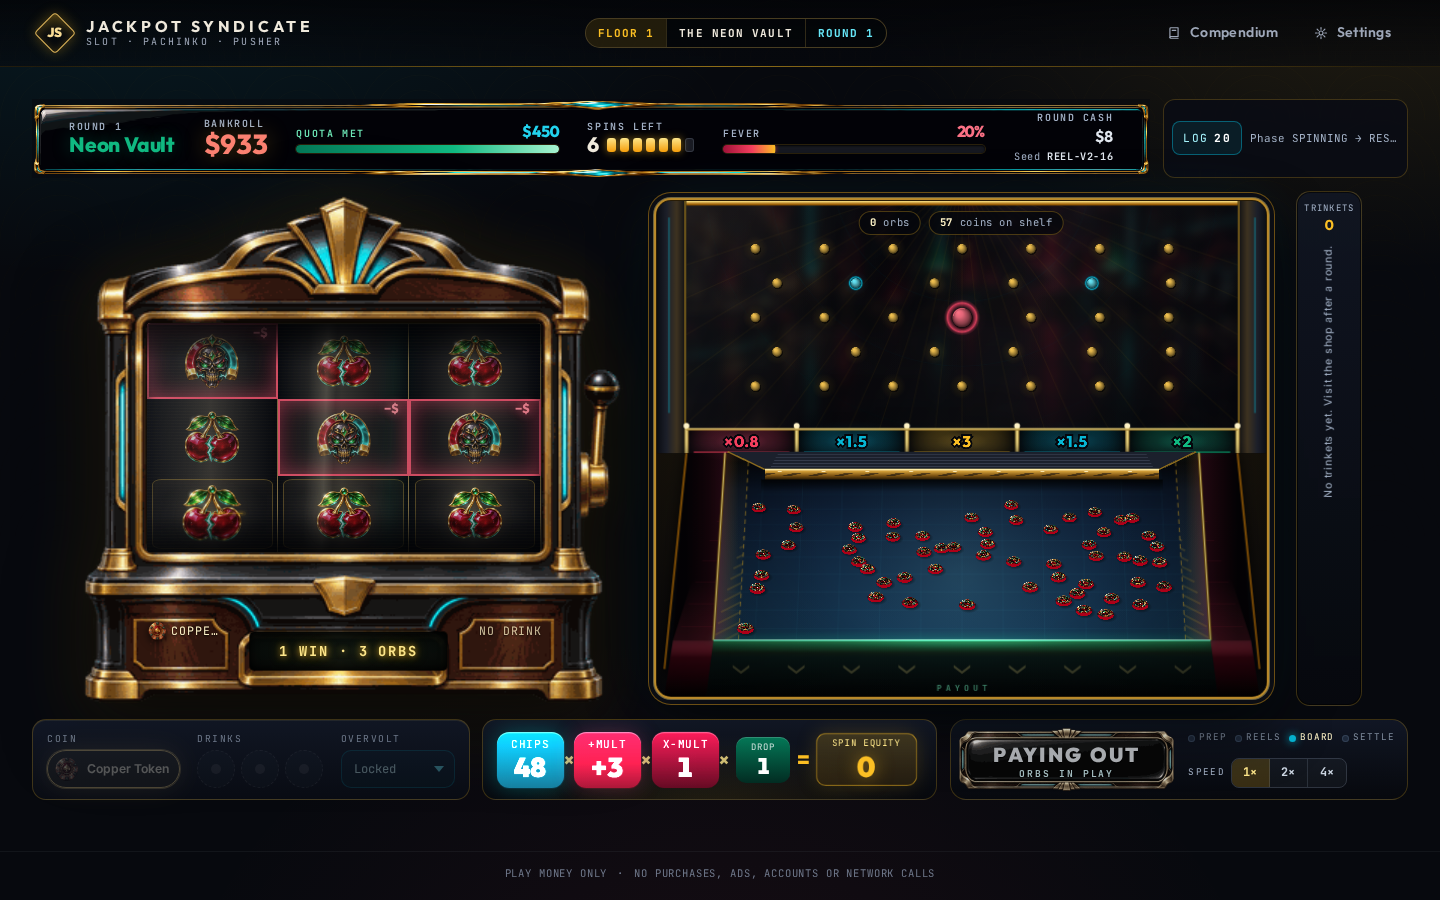 JS
JACKPOT SYNDICATE
SLOT · PACHINKO · PUSHER
FLOOR 1
THE NEON VAULT
ROUND 1
Compendium
Settings
ROUND 1
Neon Vault
BANKROLL
$933
QUOTA MET
$450
SPINS LEFT
6
FEVER
20%
ROUND CASH
$8
Seed REEL-V2-16
LOG 20
Phase SPINNING → RES…
0 orbs
57 coins on shelf
TRINKETS
0
No trinkets yet. Visit the shop after a round.
-$
-$
-$
×0.8
×1.5
×3
×1.5
×2
COPPE…
1 WIN · 3 ORBS
NO DRINK
PAYOUT
COIN
Copper Token
DRINKS
OVERVOLT
Locked
CHIPS
48
×
+MULT
+3
×
X-MULT
1
×
DROP
1
=
SPIN EQUITY
0
PAYING OUT
ORBS IN PLAY
PREP
REELS
BOARD
SETTLE
SPEED
1×
2×
4×
PLAY MONEY ONLY · NO PURCHASES, ADS, ACCOUNTS OR NETWORK CALLS